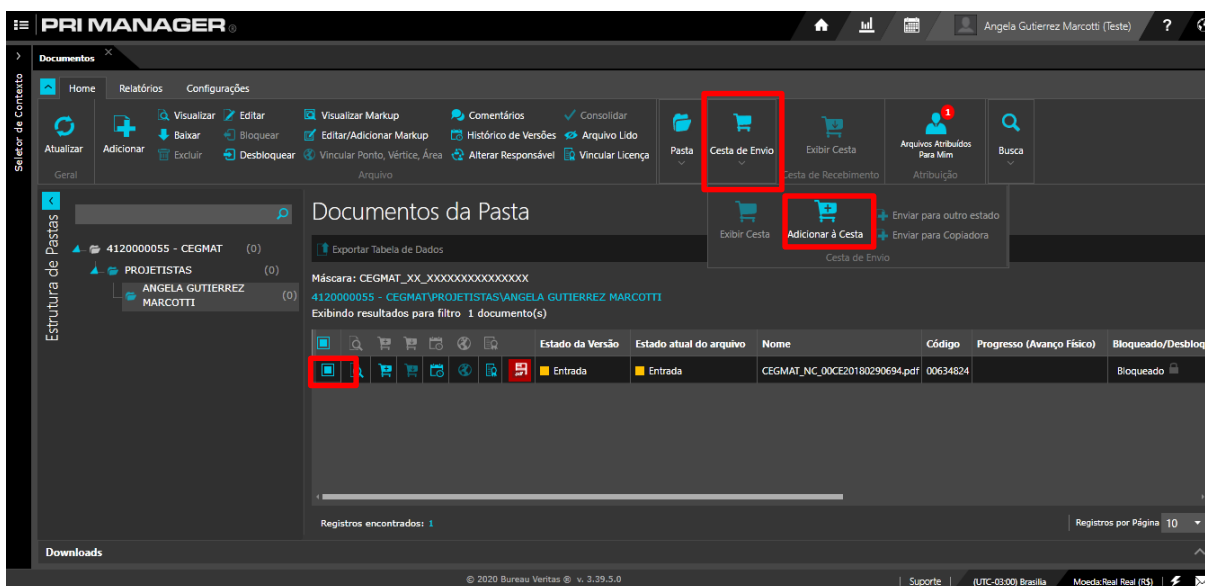 PRI MANAGER ®
Angela Gutierrez Marcotti (Teste) ?
Seletor de Contexto
Documentos
Home Relatórios Configurações
Atualizar
Geral
Adicionar
Visualizar Editar
Baixar Bloquear
Excluir Desbloquear
Visualizar Markup Comentários Consolidar
Editar/Adicionar Markup Histórico de Versões Arquivo Lido
Vincular Ponto, Vértice, Área Alterar Responsável Vincular Licença
Arquivo
Pasta
Cesta de Envio
Exibir Cesta
Cesta de Recebimento
1
Arquivos Atribuídos
Para Mim
Atribuição
Busca
Exibir Cesta
Adicionar à Cesta
Enviar para outro estado
Enviar para Copiadora
Cesta de Envio
Estrutura de Pastas
4120000055 - CEGMAT (0)
PROJETISTAS (0)
ANGELA GUTIERREZ
MARCOTTI (0)
Documentos da Pasta
Exportar Tabela de Dados
Máscara: CEGMAT_XX_XXXXXXXXXXXXXXX
4120000055 - CEGMAT\PROJETISTAS\ANGELA GUTIERREZ MARCOTTI
Exibindo resultados para filtro 1 documento(s)
Estado da Versão Estado atual do arquivo Nome Código Progresso (Avanço Físico) Bloqueado/Desbloq
Entrada Entrada CEGMAT_NC_00CE20180290694.pdf 00634824 Bloqueado
Registros encontrados: 1
Registros por Página 10
Downloads
© 2020 Bureau Veritas ® v. 3.39.5.0
Suporte | (UTC-03:00) Brasilia Moeda:Real Real (R$)